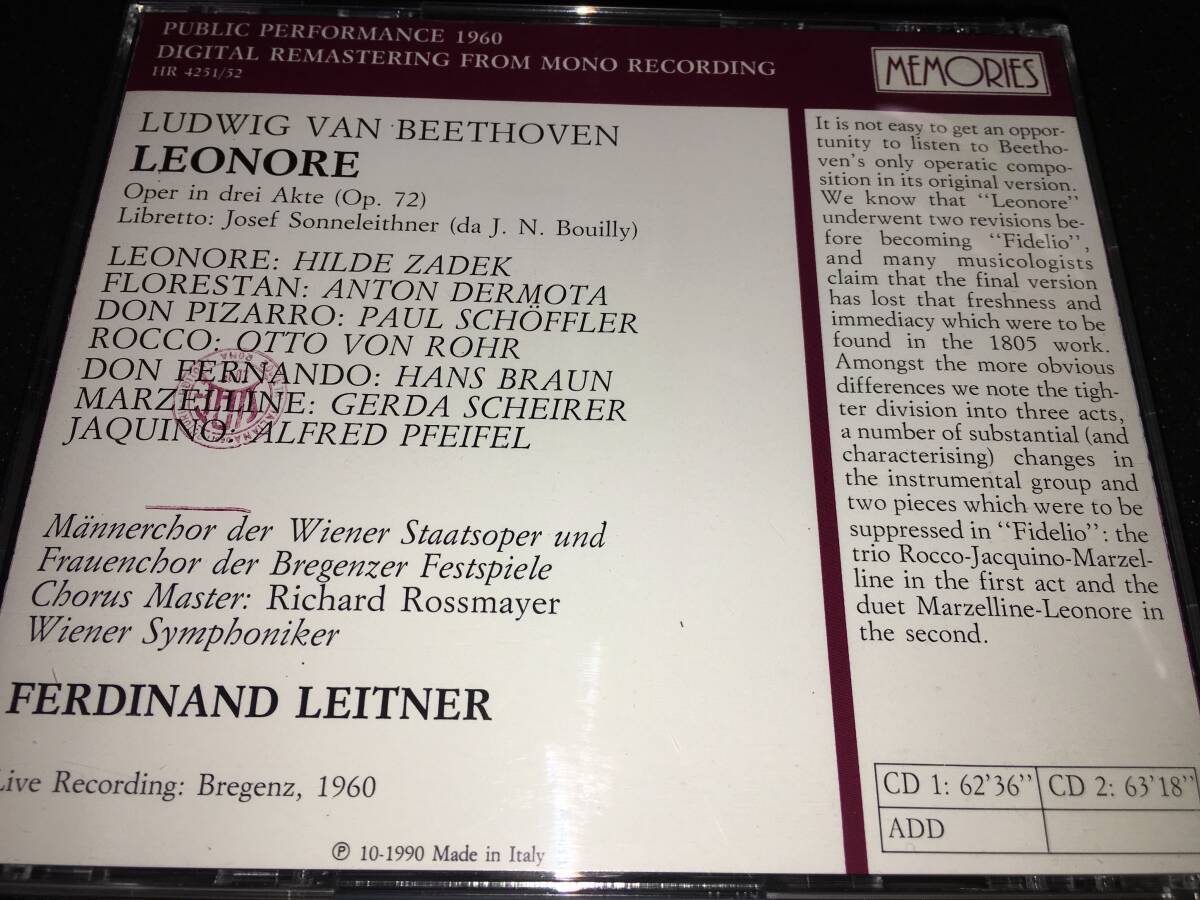 PUBLIC PERFORMANCE 1960
DIGITAL REMASTERING FROM MONO RECORDING
HR 4251/52
MEMORIES
LUDWIG VAN BEETHOVEN
LEONORE
Oper in drei Akte (Op. 72)
Libretto: Josef Sonneleithner (da J. N. Bouilly)
LEONORE: HILDE ZADEK
FLORESTAN: ANTON DERMOTA
DON PIZARRO: PAUL SCHÖFFLER
ROCCO: OTTO VON ROHR
DON FERNANDO: HANS BRAUN
MARZELLINE: GERDA SCHEIRER
JAQUINO: ALFRED PFEIFEL
Männerchor der Wiener Staatsoper und
Frauenchor der Bregenzer Festspiele
Chorus Master: Richard Rossmayer
Wiener Symphoniker
FERDINAND LEITNER
Live Recording: Bregenz, 1960
℗ 10-1990 Made in Italy
It is not easy to get an oppor-
tunity to listen to Beetho-
ven's only operatic compo-
sition in its original version.
We know that "Leonore"
underwent two revisions be-
fore becoming "Fidelio",
and many musicologists
claim that the final version
has lost that freshness and
immediacy which were to be
found in the 1805 work.
Amongst the more obvious
differences we note the tigh-
ter division into three acts,
a number of substantial (and
characterising) changes in
the instrumental group and
two pieces which were to be
suppressed in "Fidelio": the
trio Rocco-Jacquino-Marzel-
line in the first act and the
duet Marzelline-Leonore in
the second.
CD 1: 62'36" CD 2: 63'18"
ADD